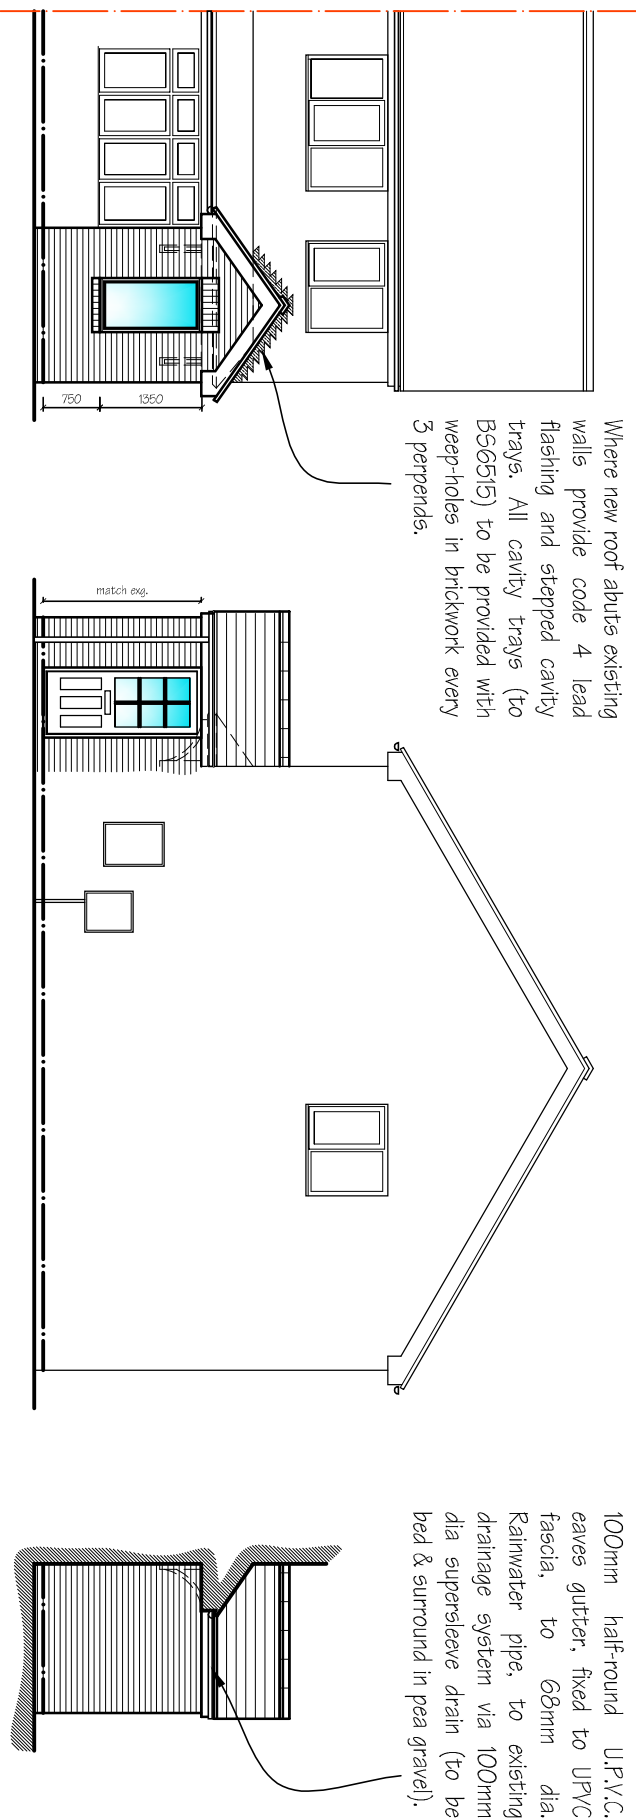 Where new roof abuts existing
walls provide code 4 lead
flashing and stepped cavity
trays. All cavity trays (to
BS6515) to be provided with
weep-holes in brickwork every
3 perpends.
750
1350
match exg.
100mm half-round U.P.V.C.
eaves gutter, fixed to UPVC
fascia, to 68mm dia.
Rainwater pipe, to existing
drainage system via 100mm
dia supersleeve drain (to be
bed & surround in pea gravel).